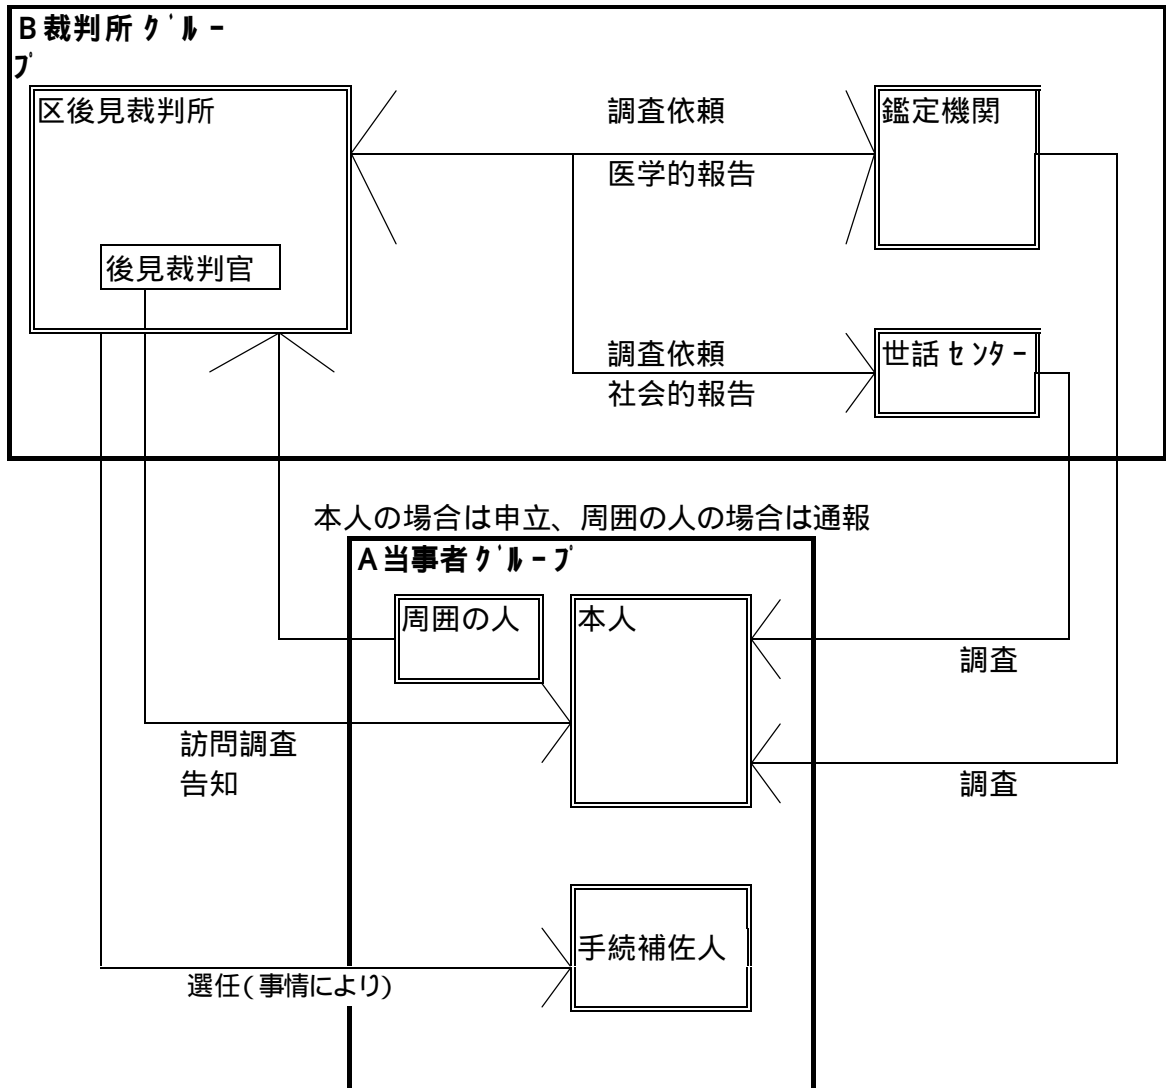 B裁判所グルー
プ
区後見裁判所
調査依頼
鑑定機関
医学的報告
後見裁判官
調査依頼
世話センター
社会的報告
本人の場合は申立、周囲の人の場合は通報
A当事者グループ
周囲の人
本人
調査
訪問調査
告知
調査
手続補佐人
選任(事情により)